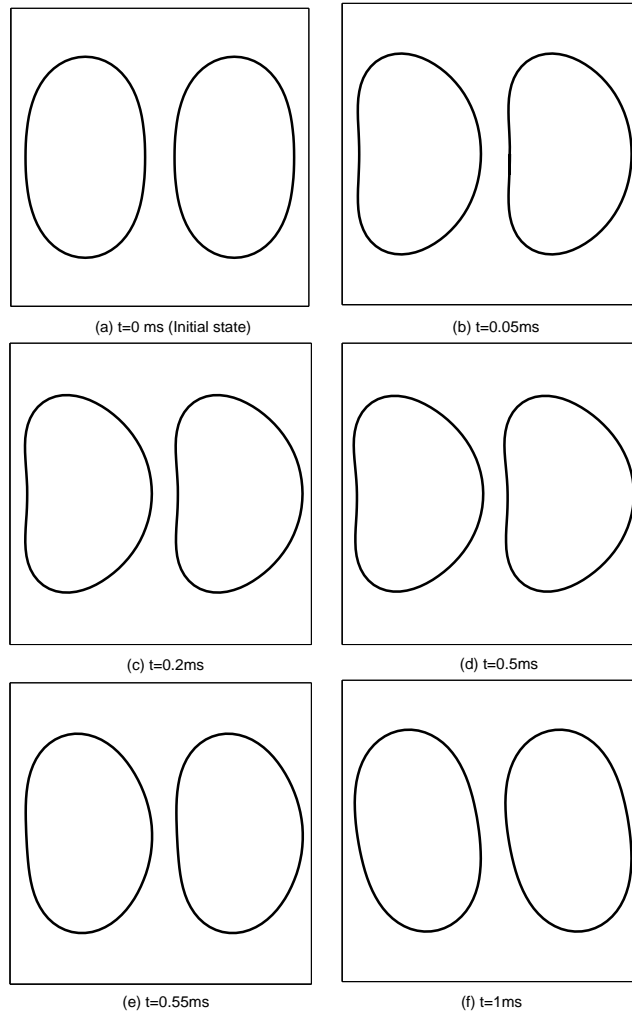 (a) t=0 ms (Initial state)
(b) t=0.05ms
(c) t=0.2ms
(d) t=0.5ms
(e) t=0.55ms
(f) t=1ms